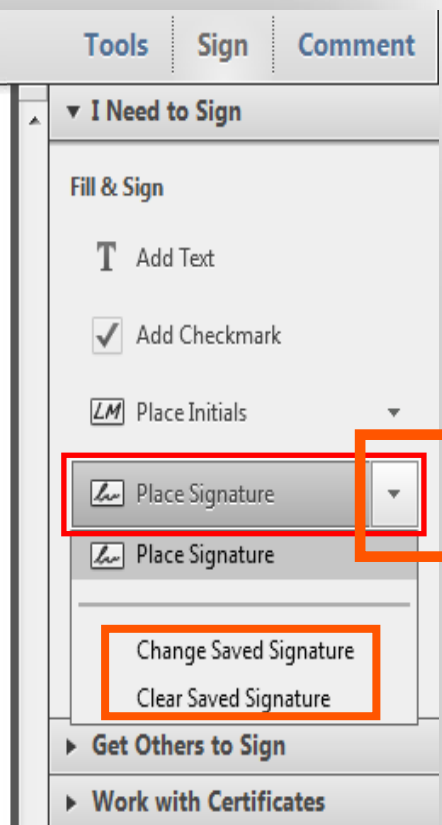 Tools Sign Comment
I Need to Sign
Fill & Sign
T Add Text
Add Checkmark
LM Place Initials
Place Signature
Place Signature
Change Saved Signature
Clear Saved Signature
Get Others to Sign
Work with Certificates